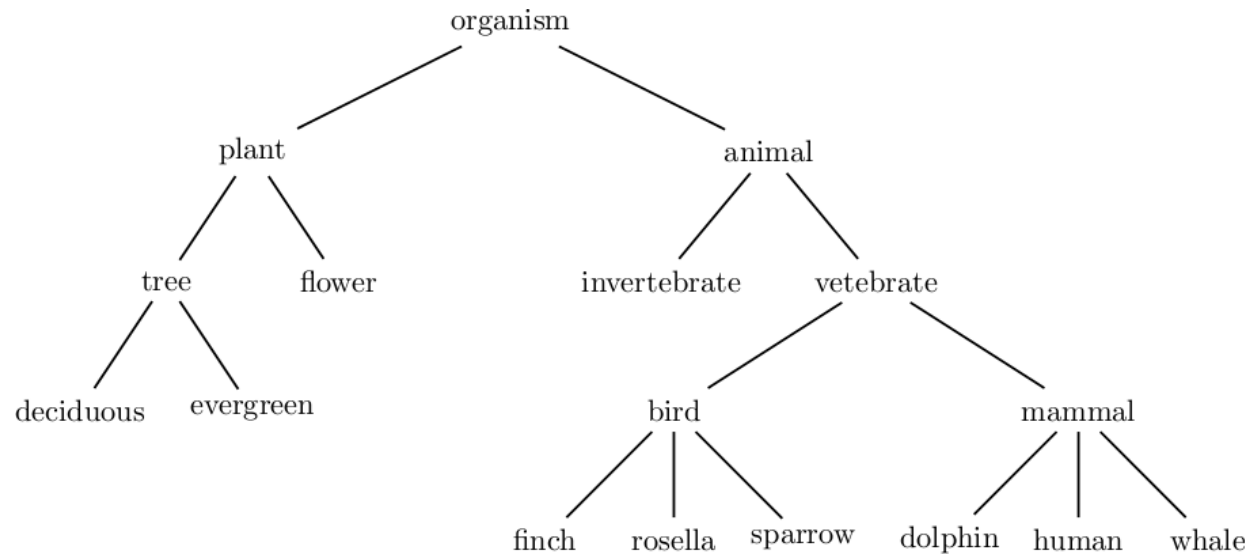 organism
plant
animal
tree
flower
invertebrate
vetebrate
deciduous
evergreen
bird
mammal
finch
rosella
sparrow
dolphin
human
whale